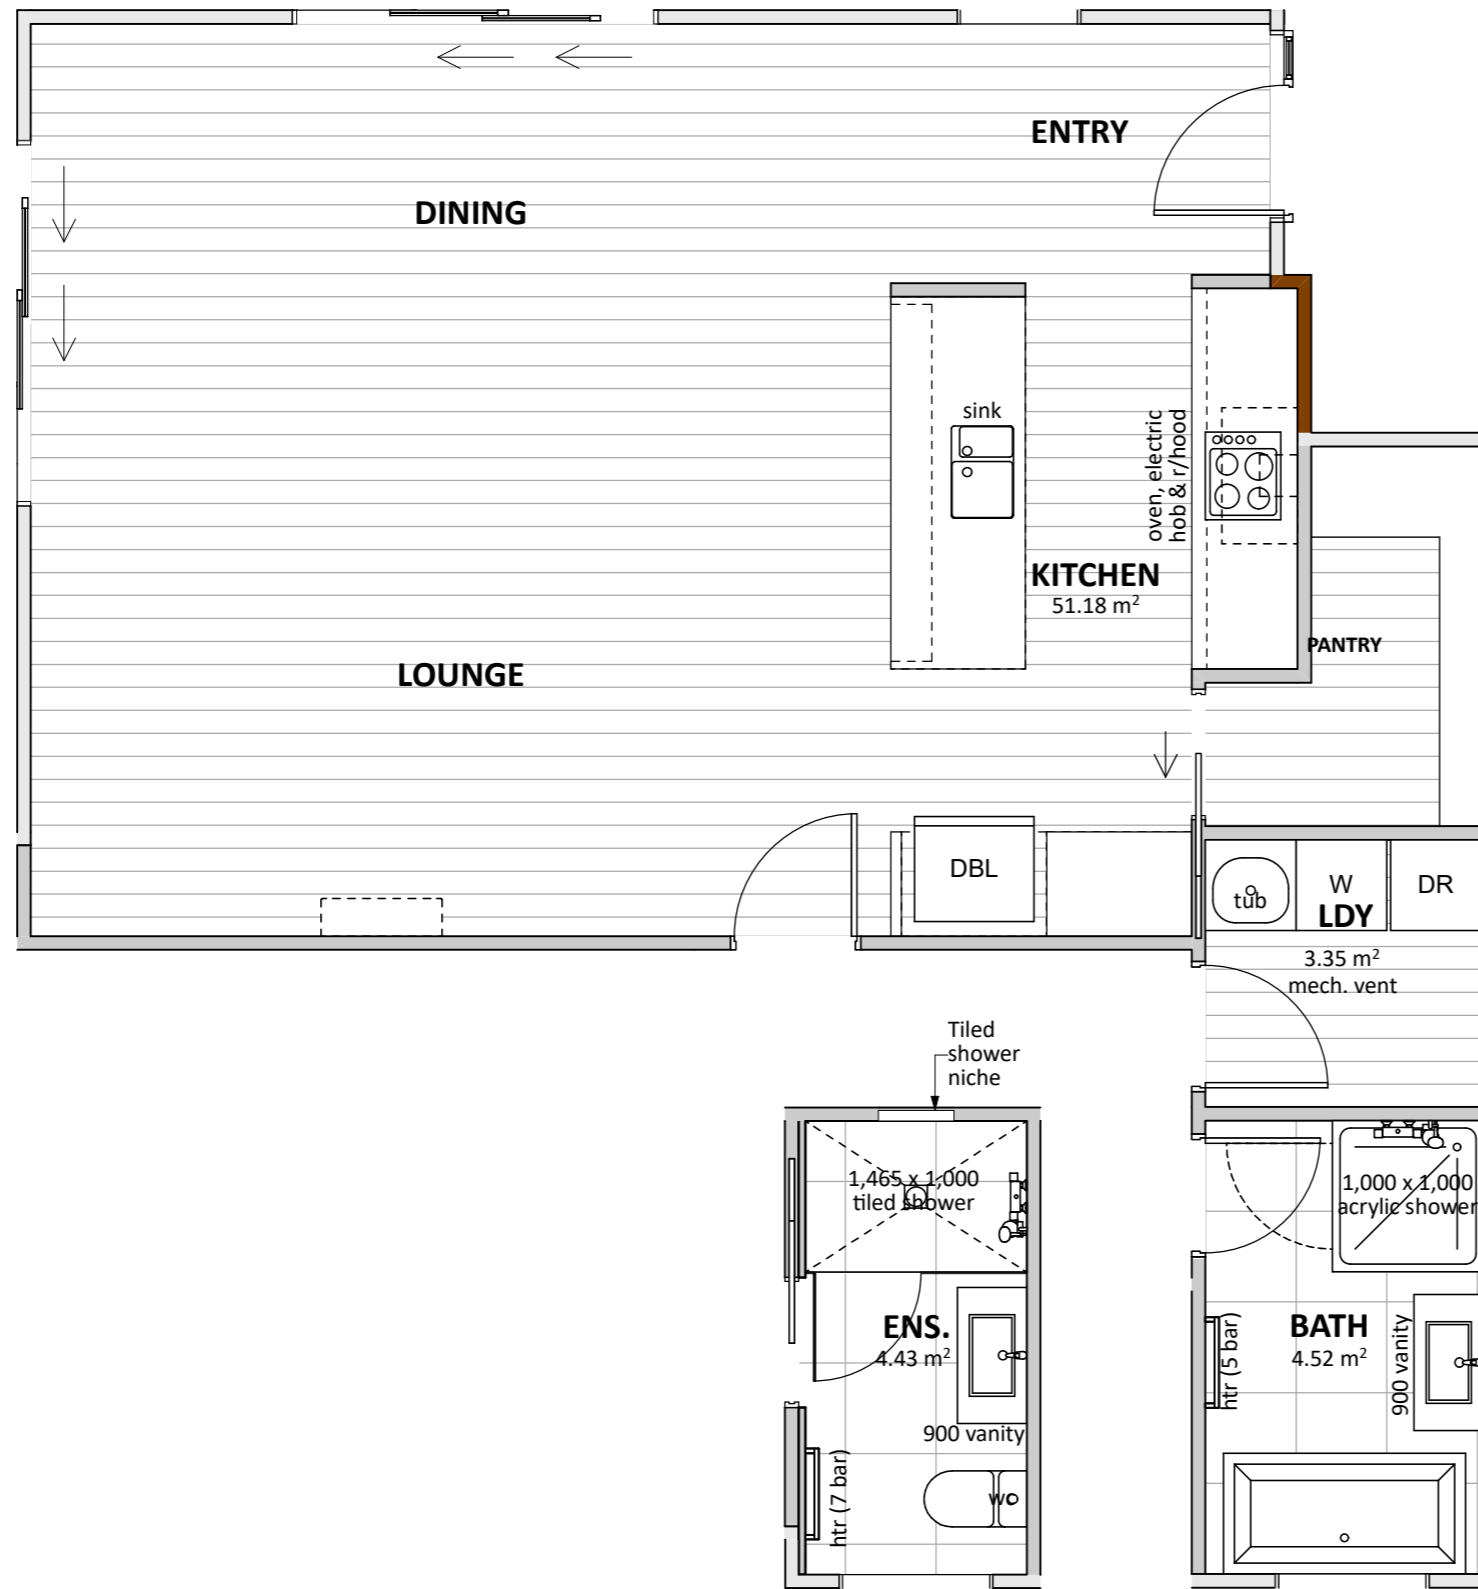 ENTRY
DINING
sink
oven, electric
hob & r/hood
KITCHEN
51.18 m²
PANTRY
LOUNGE
DBL
tub
W
DR
LDY
3.35 m²
mech. vent
Tiled
shower
niche
1,465 x 1,000
tiled shower
1,000 x 1,000
acrylic shower
ENS.
4.43 m²
900 vanity
htr (7 bar)
wc
BATH
4.52 m²
htr (5 bar)
900 vanity